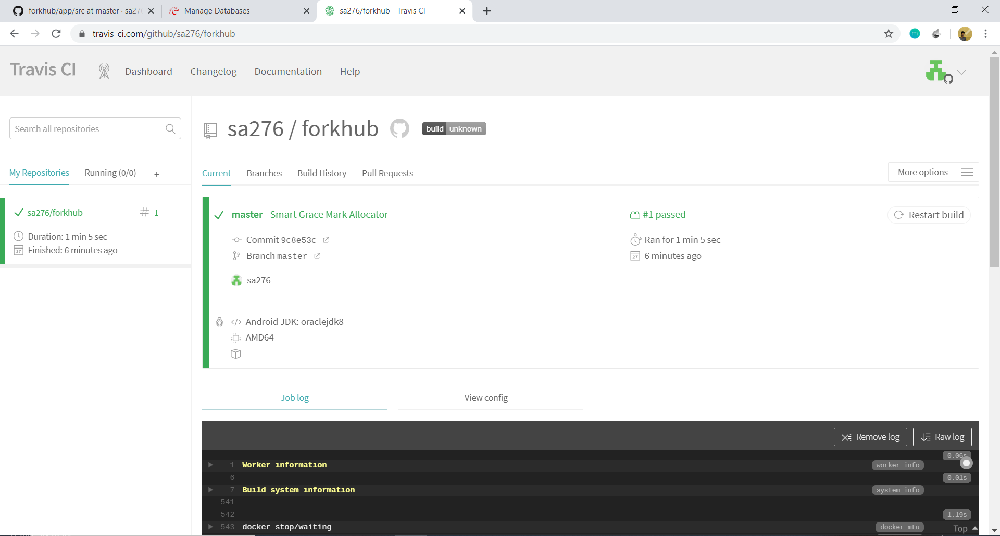 forkhub/app/src at master · sa276
Manage Databases
sa276/forkhub - Travis CI
travis-ci.com/github/sa276/forkhub
m
Travis CI
Dashboard
Changelog
Documentation
Help
Search all repositories
sa276 / forkhub
build unknown
My Repositories
Running (0/0)
+
Current
Branches
Build History
Pull Requests
More options
sa276/forkhub
# 1
Duration: 1 min 5 sec
Finished: 6 minutes ago
master Smart Grace Mark Allocator
#1 passed
Restart build
Commit 9c8e53c
Ran for 1 min 5 sec
Branch master
27 6 minutes ago
sa276
</> Android JDK: oraclejdk8
AMD64
Job log
View config
Remove log
Raw log
0.06s
1 Worker information
worker_info
6
0.01s
7 Build system information
system_info
541
542
1.19s
543 docker stop/waiting
docker_mtu
Top